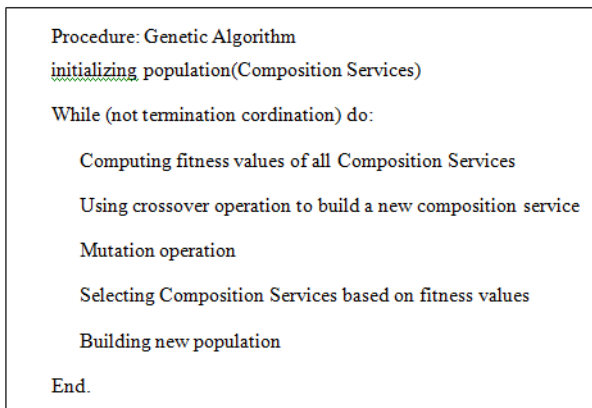 Procedure: Genetic Algorithm
initializing population(Composition Services)
While (not termination cordination) do:
Computing fitness values of all Composition Services
Using crossover operation to build a new composition service
Mutation operation
Selecting Composition Services based on fitness values
Building new population
End.